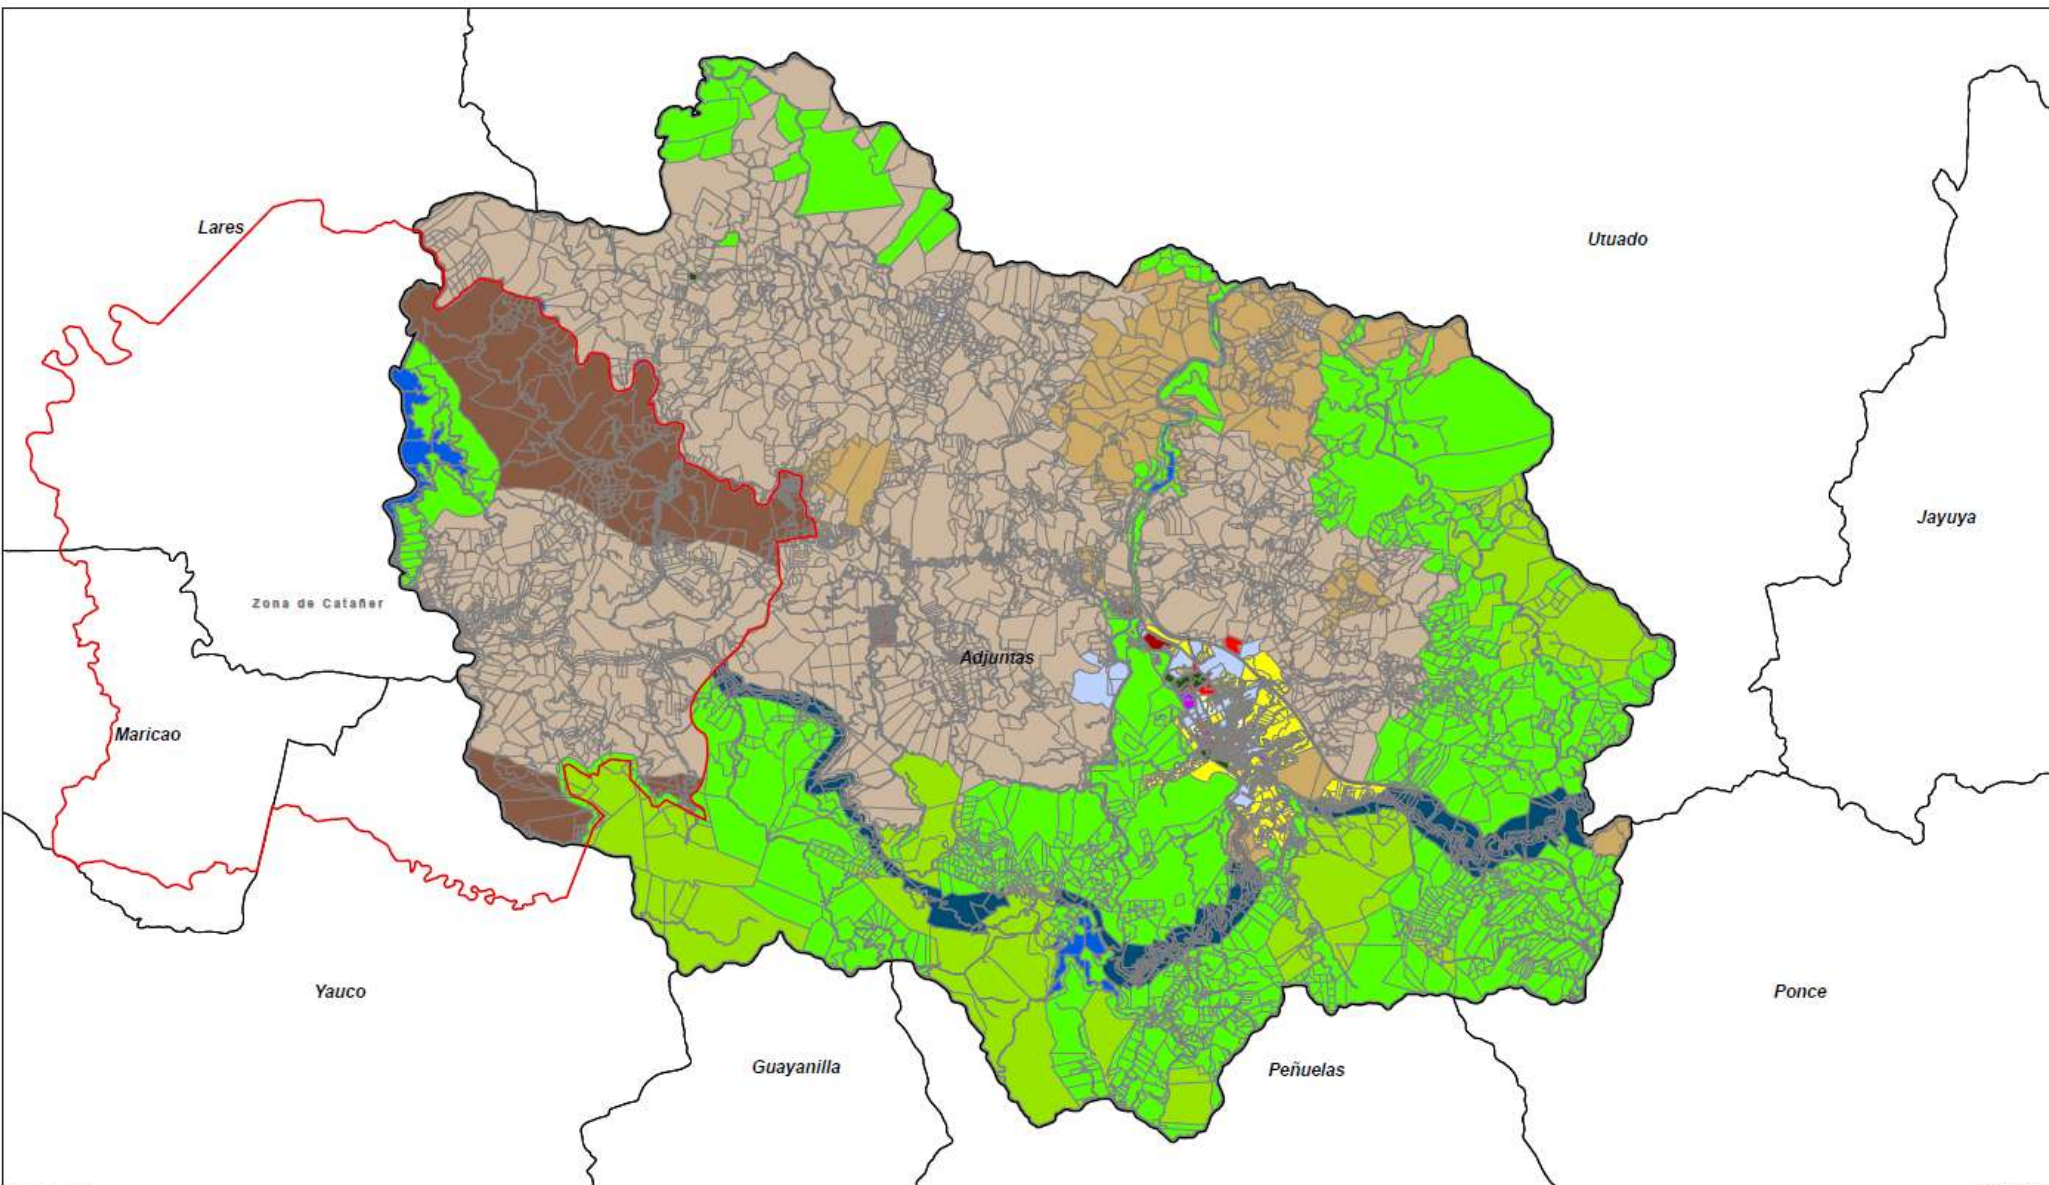 Lares
Utuado
Jayuya
Zona de Catañer
Adjuntas
Maricao
Yauco
Ponce
Guayanilla
Peñuelas